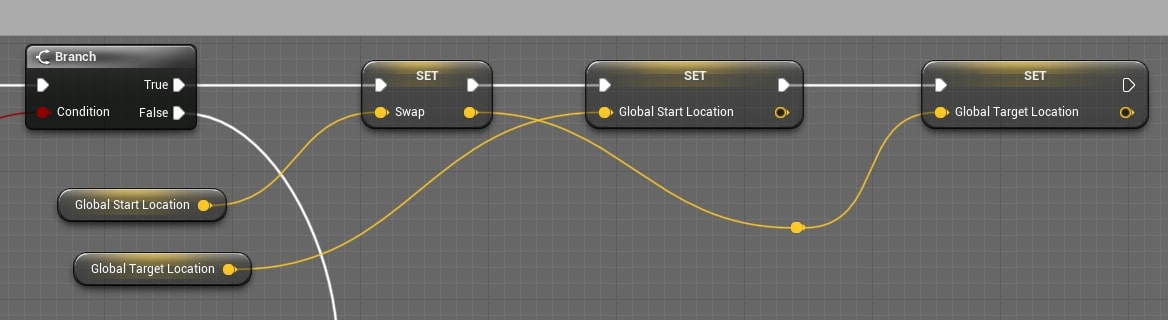 Branch
True
Condition
False
SET
Swap
SET
Global Start Location
SET
Global Target Location
Global Start Location
Global Target Location